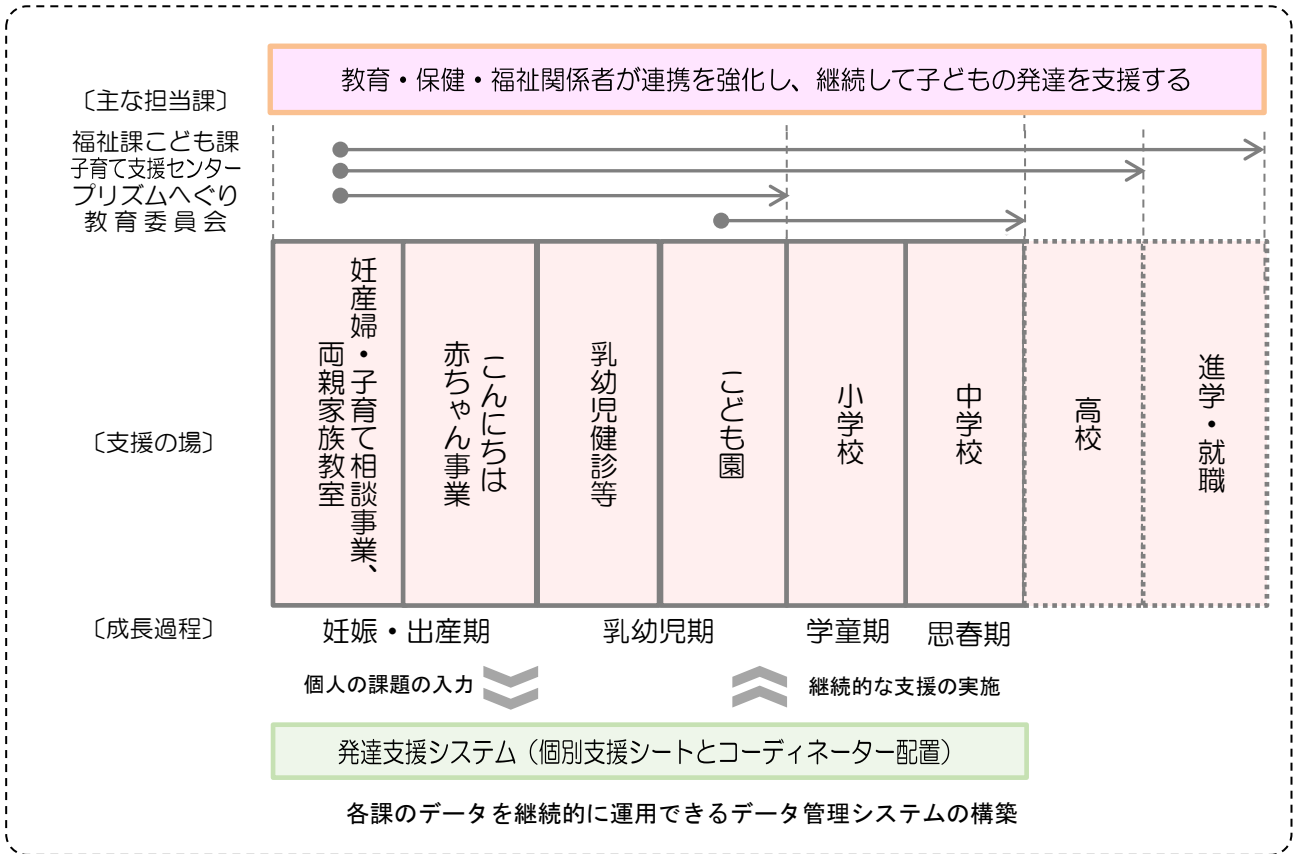 教育・保健・福祉関係者が連携を強化し、継続して子どもの発達を支援する
〔主な担当課〕
福祉課こども課
子育て支援センター
プリズムへぐり
教育委員会
〔支援の場〕
妊産婦・子育て相談事業、
両親家族教室
こんにちは
赤ちゃん事業
乳幼児健診等
こども園
小学校
中学校
高校
進学・就職
〔成長過程〕
妊娠・出産期
乳幼児期
学童期
思春期
個人の課題の入力
継続的な支援の実施
発達支援システム（個別支援シートとコーディネーター配置）
各課のデータを継続的に運用できるデータ管理システムの構築